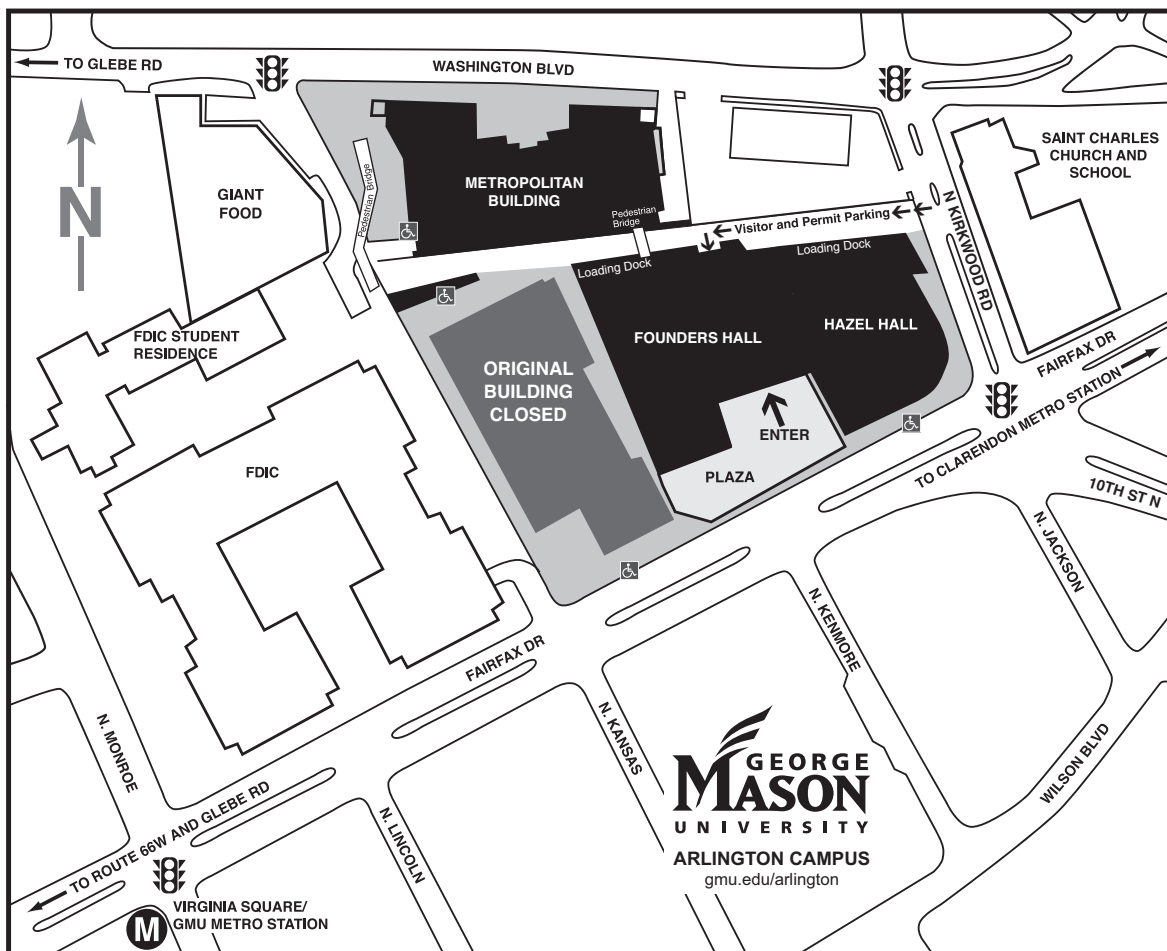 TO GLEBE RD
WASHINGTON BLVD
N
GIANT
FOOD
Pedestrian Bridge
METROPOLITAN
BUILDING
Pedestrian
Bridge
Visitor and Permit Parking
Loading Dock
Loading Dock
SAINT CHARLES
CHURCH AND
SCHOOL
N KIRKWOOD RD
FDIC STUDENT
RESIDENCE
ORIGINAL
BUILDING
CLOSED
FOUNDERS HALL
HAZEL HALL
FAIRFAX DR
ENTER
PLAZA
TO CLARENDON METRO STATION
FDIC
10TH ST N
N. JACKSON
N. KENMORE
FAIRFAX DR
N. KANSAS
N. MONROE
N. LINCOLN
WILSON BLVD
TO ROUTE 66W AND GLEBE RD
GEORGE
MASON
UNIVERSITY
ARLINGTON CAMPUS
gmu.edu/arlington
M
VIRGINIA SQUARE/
GMU METRO STATION